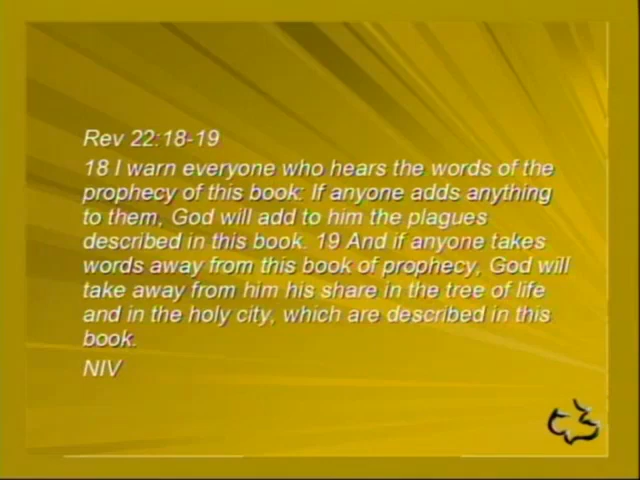 Rev 22:18-19
18 I warn everyone who hears the words of the
prophecy of this book: If anyone adds anything
to them, God will add to him the plagues
described in this book. 19 And if anyone takes
words away from this book of prophecy, God will
take away from him his share in the tree of life
and in the holy city, which are described in this
book.
NIV